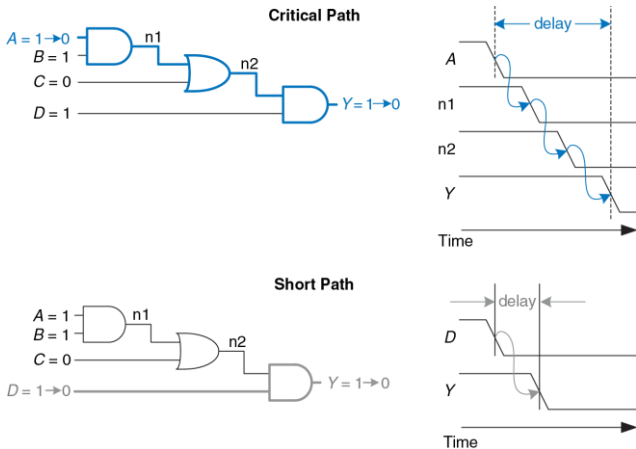 Critical Path
A = 1→0
B = 1
C = 0
D = 1
n1
n2
Y = 1→0
delay
A
n1
n2
Y
Time
Short Path
A = 1
B = 1
C = 0
D = 1→0
n1
n2
Y = 1→0
delay
D
Y
Time